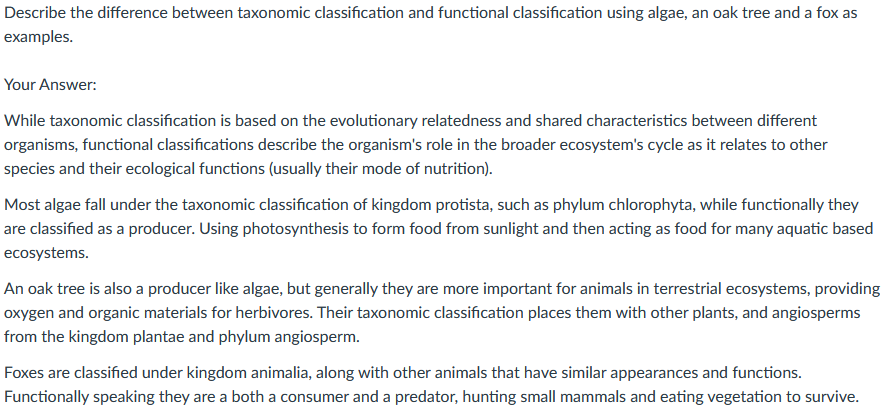 Describe the difference between taxonomic classification and functional classification using algae, an oak tree and a fox as
examples.
Your Answer:
While taxonomic classification is based on the evolutionary relatedness and shared characteristics between different
organisms, functional classifications describe the organism's role in the broader ecosystem's cycle as it relates to other
species and their ecological functions (usually their mode of nutrition).
Most algae fall under the taxonomic classification of kingdom protista, such as phylum chlorophyta, while functionally they
are classified as a producer. Using photosynthesis to form food from sunlight and then acting as food for many aquatic based
ecosystems.
An oak tree is also a producer like algae, but generally they are more important for animals in terrestrial ecosystems, providing
oxygen and organic materials for herbivores. Their taxonomic classification places them with other plants, and angiosperms
from the kingdom plantae and phylum angiosperm.
Foxes are classified under kingdom animalia, along with other animals that have similar appearances and functions.
Functionally speaking they are a both a consumer and a predator, hunting small mammals and eating vegetation to survive.